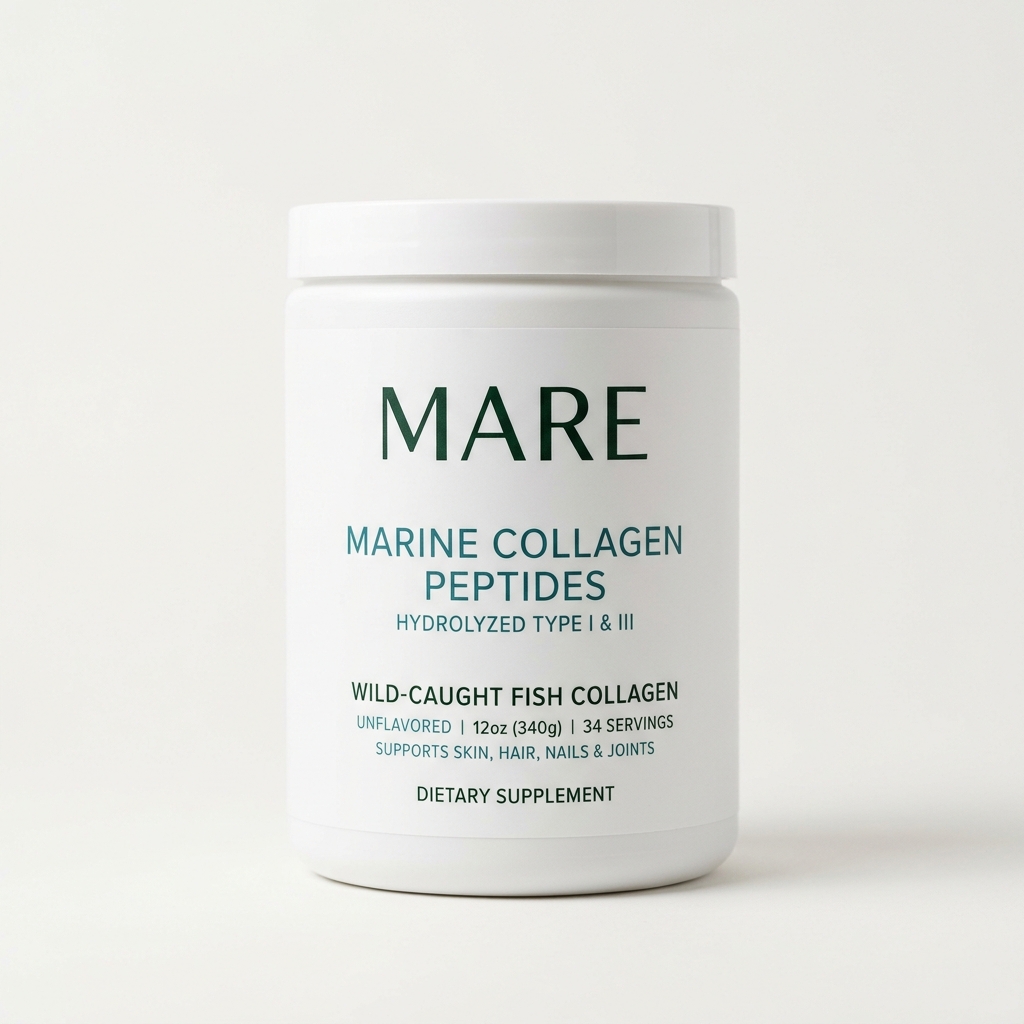 MARE
MARINE COLLAGEN
PEPTIDES
HYDROLYZED TYPE I & III
WILD-CAUGHT FISH COLLAGEN
UNFLAVORED | 12oz (340g) | 34 SERVINGS
SUPPORTS SKIN, HAIR, NAILS & JOINTS
DIETARY SUPPLEMENT